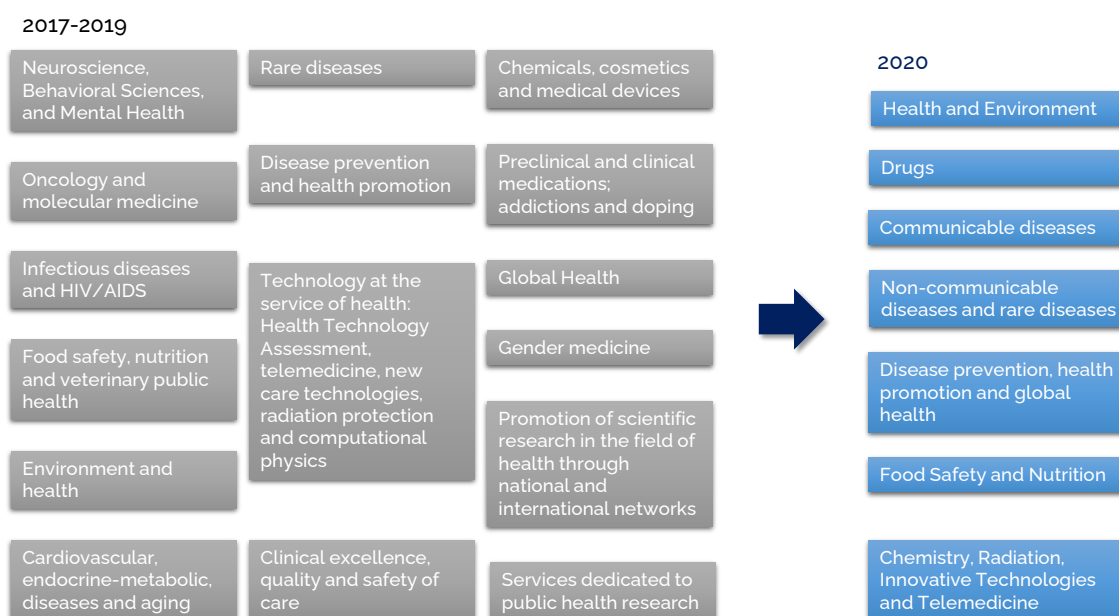 2017-2019
Neuroscience,
Behavioral Sciences,
and Mental Health
Oncology and
molecular medicine
Infectious diseases
and HIV/AIDS
Food safety, nutrition
and veterinary public
health
Environment and
health
Cardiovascular,
endocrine-metabolic,
diseases and aging
Rare diseases
Disease prevention
and health promotion
Technology at the
service of health:
Health Technology
Assessment,
telemedicine, new
care technologies,
radiation protection
and computational
physics
Clinical excellence,
quality and safety of
care
Chemicals, cosmetics
and medical devices
Preclinical and clinical
medications;
addictions and doping
Global Health
Gender medicine
Promotion of scientific
research in the field of
health through
national and
international networks
Services dedicated to
public health research
2020
Health and Environment
Drugs
Communicable diseases
Non-communicable
diseases and rare diseases
Disease prevention, health
promotion and global
health
Food Safety and Nutrition
Chemistry, Radiation,
Innovative Technologies
and Telemedicine